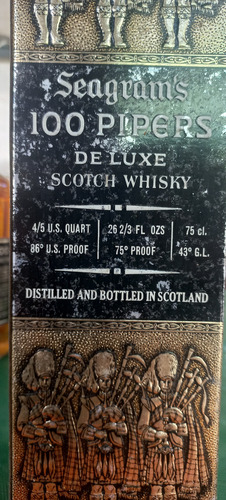 Seagram's
100 PIPERS
DE LUXE
SCOTCH WHISKY
4/5 U.S. QUART | 26 2/3 FL OZS | 75 cl.
86° U.S. PROOF | 75° PROOF | 43° G.L.
DISTILLED AND BOTTLED IN SCOTLAND